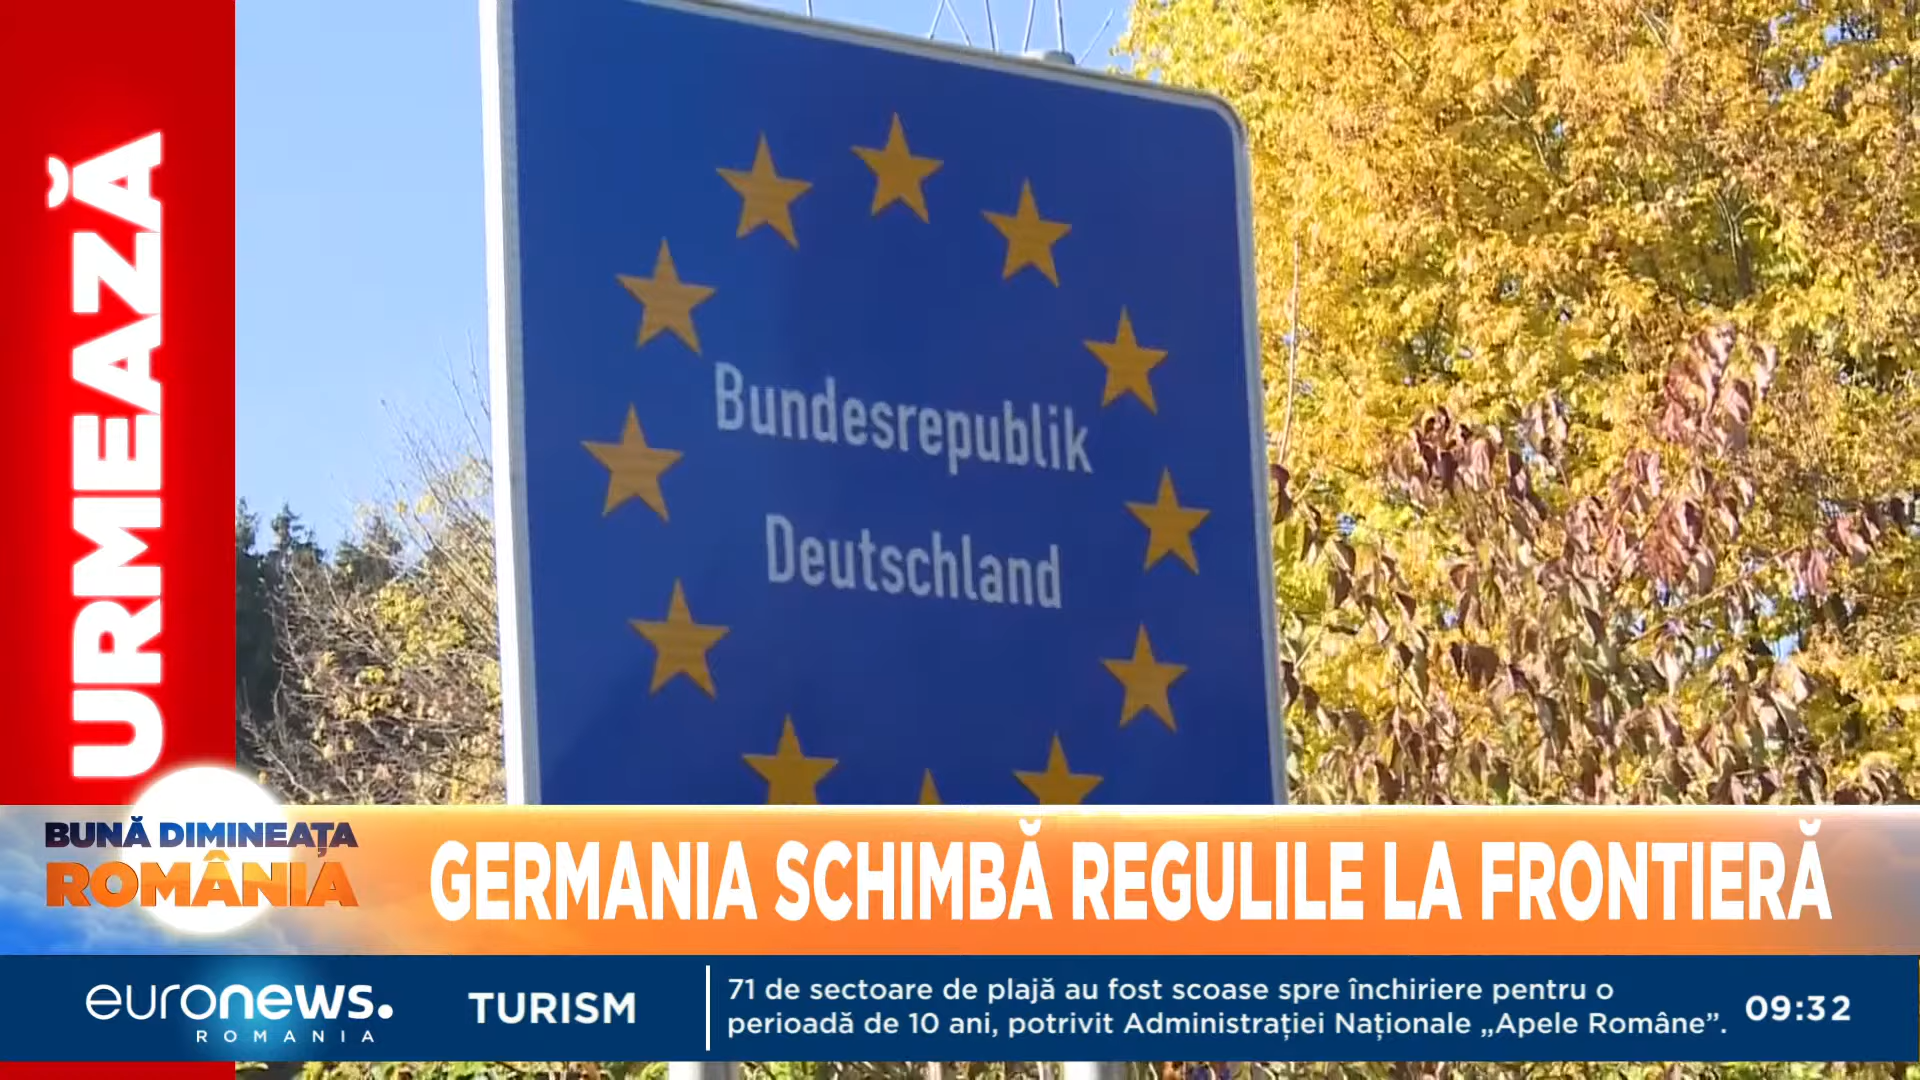 URMEAZĂ
Bundesrepublik
Deutschland
BUNĂ DIMINEAȚA
ROMÂNIA
GERMANIA SCHIMBĂ REGULILE LA FRONTIERĂ
euronews.
ROMANIA
TURISM
71 de sectoare de plajă au fost scoase spre închiriere pentru o
perioadă de 10 ani, potrivit Administrației Naționale „Apele Române”.
09:32